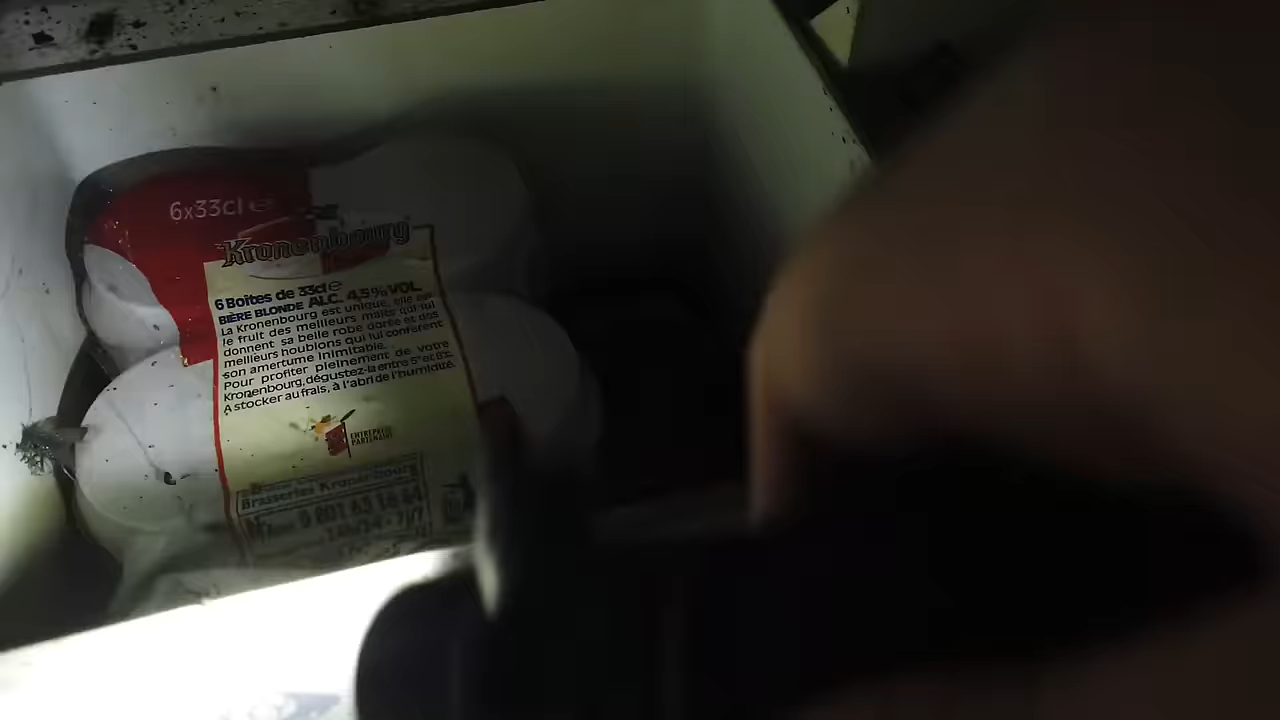 6x33cl e
Kronenbourg
6 Boîtes de 33cl e
BIÈRE BLONDE ALC. 4,5% VOL.
La Kronenbourg est unique, elle est
le fruit des meilleurs malts qui lui
donnent sa belle robe dorée et des
meilleurs houblons qui lui confèrent
son amertume inimitable.
Pour profiter pleinement de votre
Kronenbourg, dégustez-la entre 5° et 8°c.
A stocker au frais, à l'abri de l'humidité.
ENTREPRISE
PARTENAIRE
Brasseries Kronenbourg